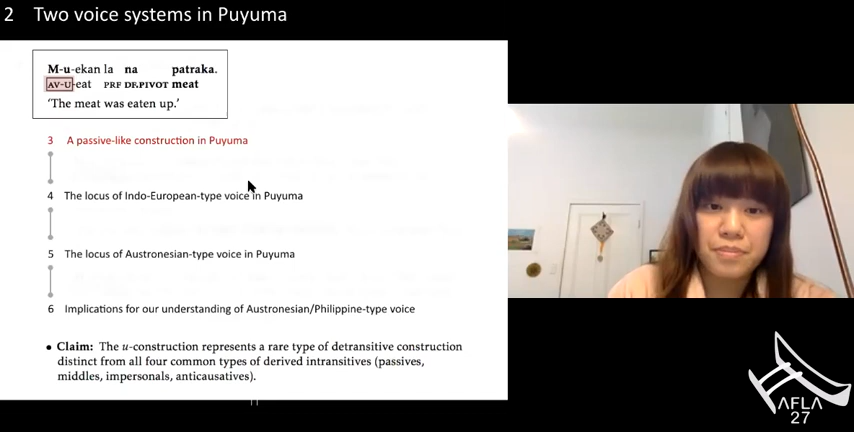 2 Two voice systems in Puyuma
M-u-ekan la na patraka.
AV-U-eat PRF DF.PIVOT meat
‘The meat was eaten up.’
3 A passive-like construction in Puyuma
4 The locus of Indo-European-type voice in Puyuma
5 The locus of Austronesian-type voice in Puyuma
6 Implications for our understanding of Austronesian/Philippine-type voice
• Claim: The u-construction represents a rare type of detransitive construction
distinct from all four common types of derived intransitives (passives,
middles, impersonals, anticausatives).
AFLA
27